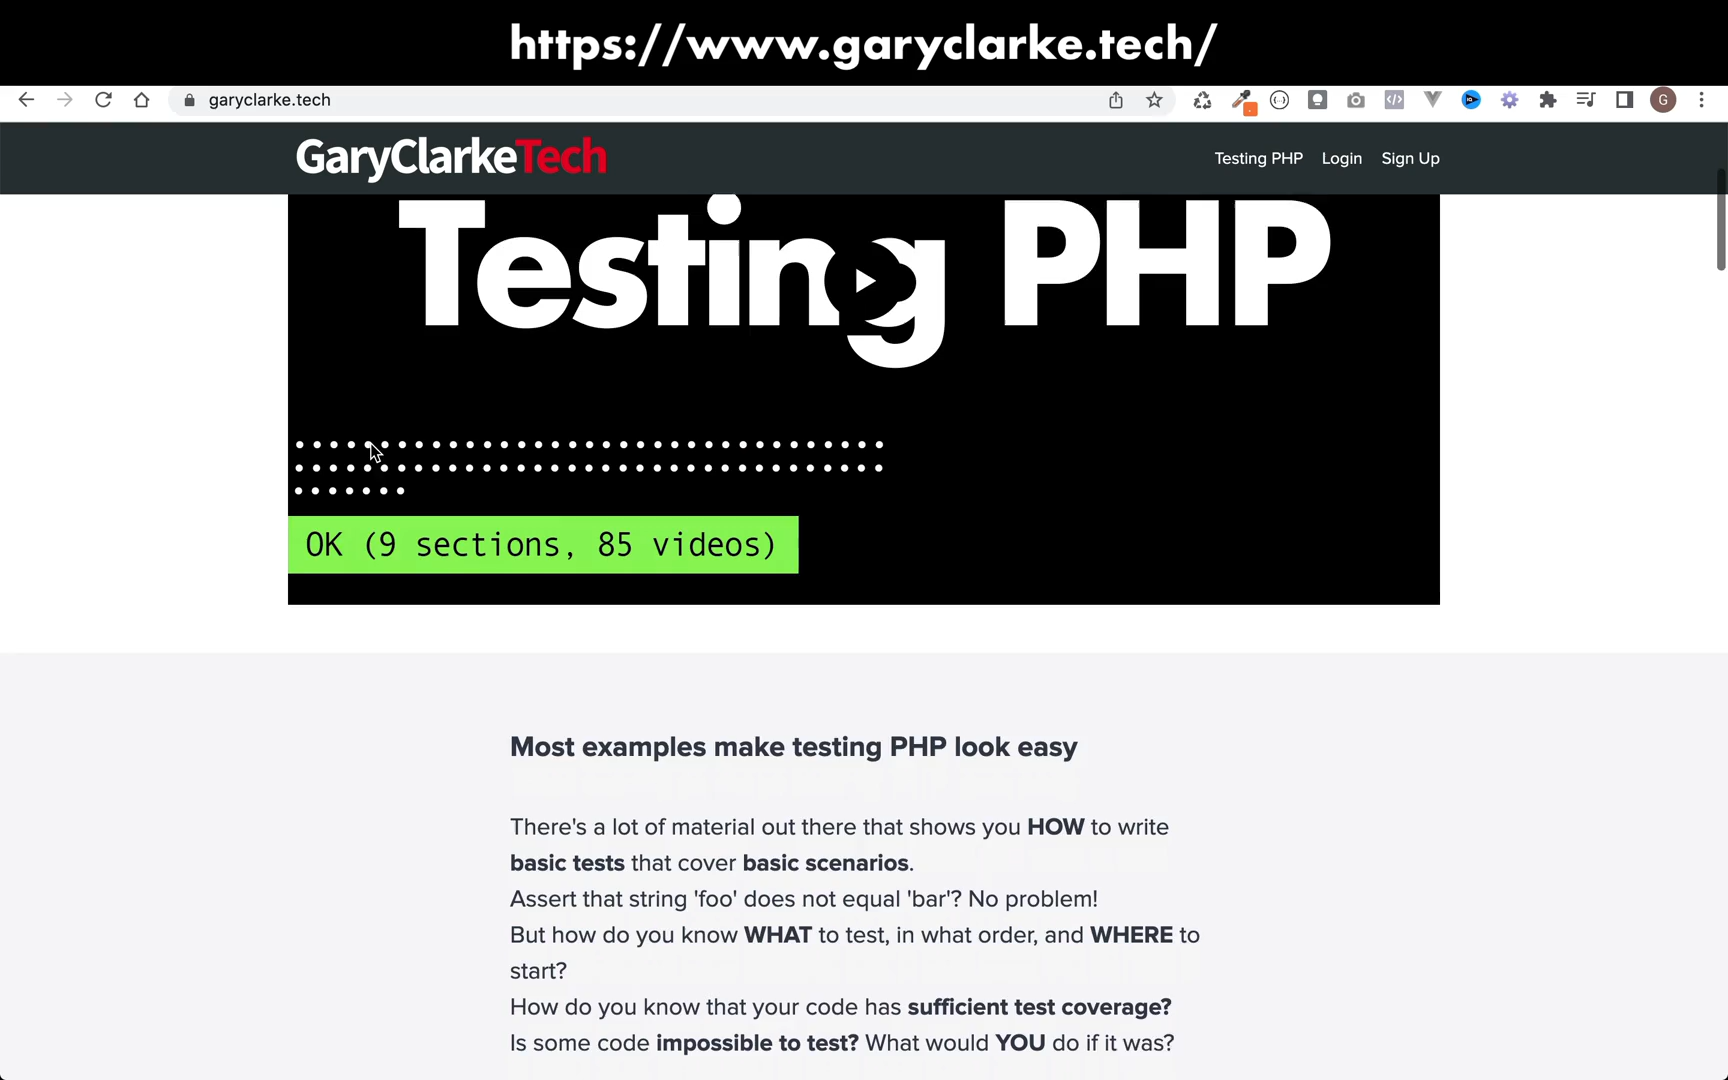 https://www.garyclarke.tech/
garyclarke.tech
G
GaryClarkeTech
Testing PHP Login Sign Up
Testing PHP
OK (9 sections, 85 videos)
Most examples make testing PHP look easy
There's a lot of material out there that shows you HOW to write
basic tests that cover basic scenarios.
Assert that string 'foo' does not equal 'bar'? No problem!
But how do you know WHAT to test, in what order, and WHERE to
start?
How do you know that your code has sufficient test coverage?
Is some code impossible to test? What would YOU do if it was?